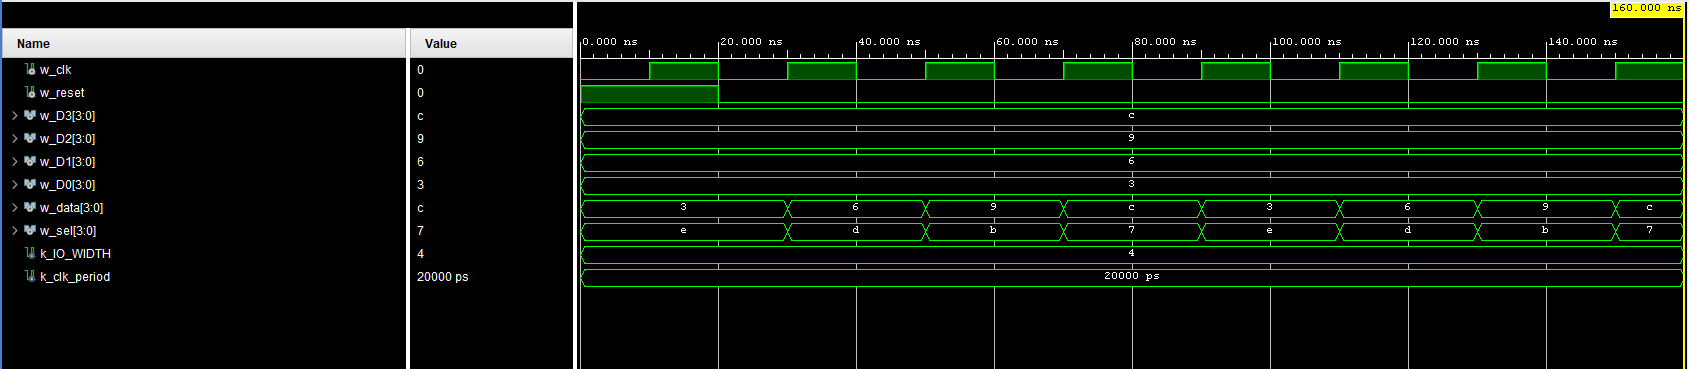 160.000 ns
Name Value
0.000 ns 20.000 ns 40.000 ns 60.000 ns 80.000 ns 100.000 ns 120.000 ns 140.000 ns
w_clk 0
w_reset 0
w_D3[3:0] c c
w_D2[3:0] 9 9
w_D1[3:0] 6 6
w_D0[3:0] 3 3
w_data[3:0] c 3 6 9 c 3 6 9 c
w_sel[3:0] 7 e d b 7 e d b 7
k_IO_WIDTH 4 4
k_clk_period 20000 ps 20000 ps